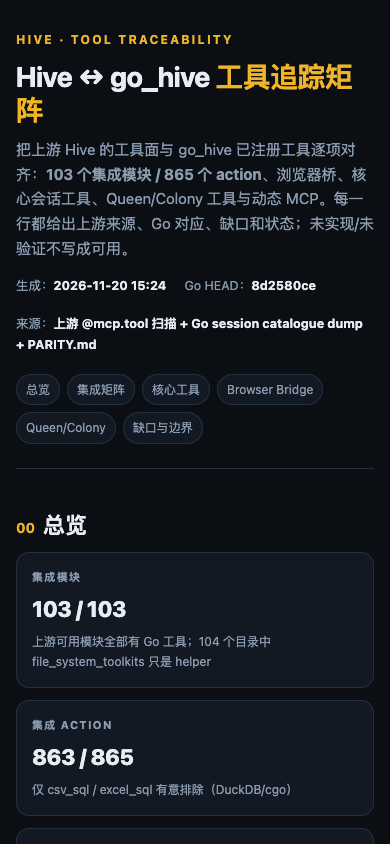 HIVE · TOOL TRACEABILITY
Hive ↔ go_hive 工具追踪矩
阵
把上游 Hive 的工具面与 go_hive 已注册工具逐项对
齐：103 个集成模块 / 865 个 action、浏览器桥、核
心会话工具、Queen/Colony 工具与动态 MCP。每一
行都给出上游来源、Go 对应、缺口和状态；未实现/未
验证不写成可用。
生成：2026-11-20 15:24 Go HEAD：8d2580ce
来源：上游 @mcp.tool 扫描 + Go session catalogue dump
+ PARITY.md
总览 集成矩阵 核心工具 Browser Bridge
Queen/Colony 缺口与边界
00 总览
集成模块
103 / 103
上游可用模块全部有 Go 工具；104 个目录中
file_system_toolkits 只是 helper
集成 ACTION
863 / 865
仅 csv_sql / excel_sql 有意排除（DuckDB/cgo）